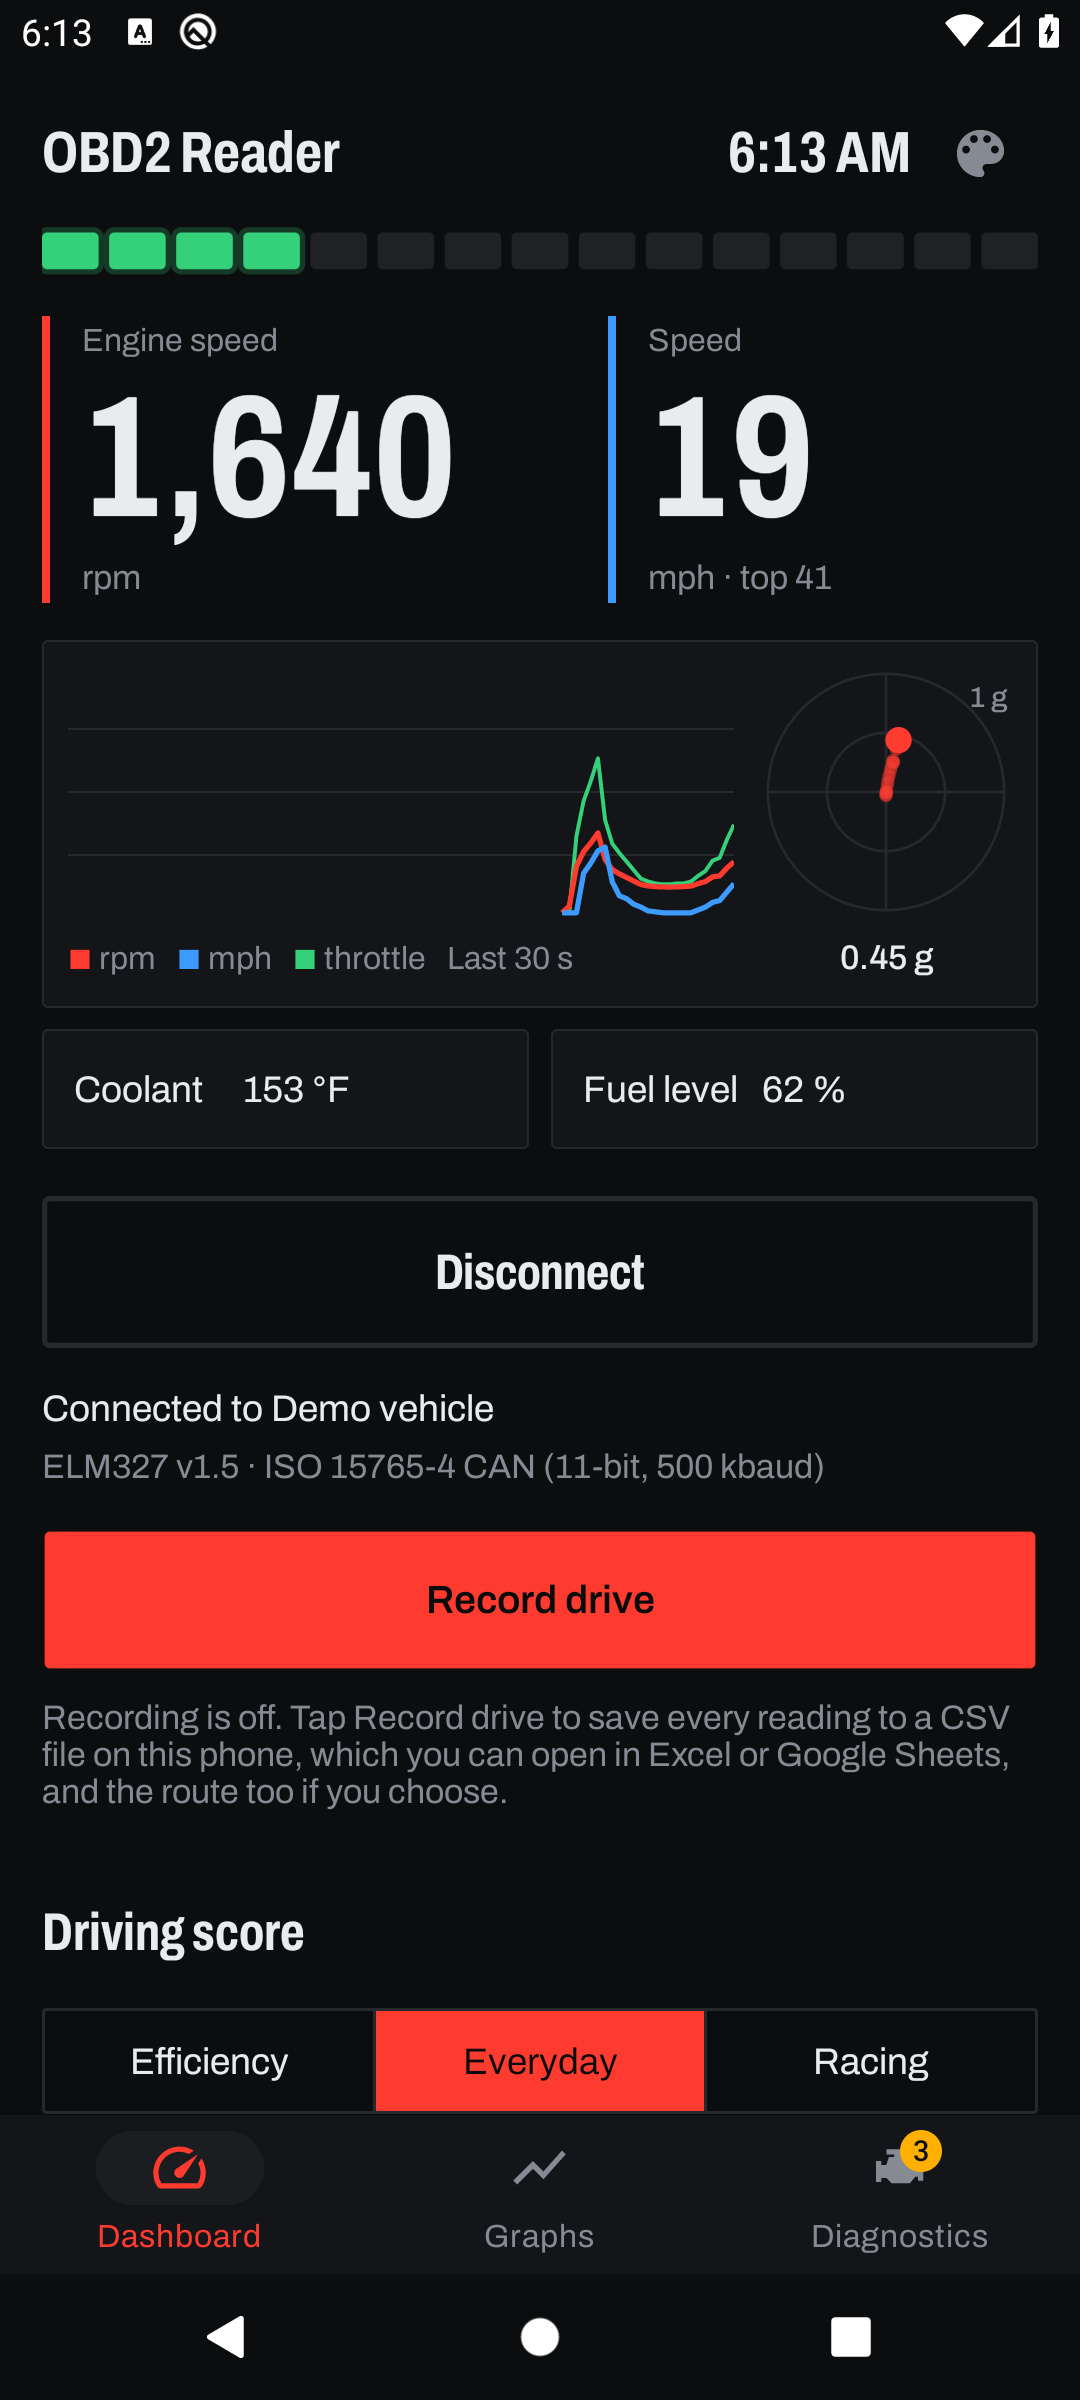 6:13
OBD2 Reader
6:13 AM
Engine speed
1,640
rpm
Speed
19
mph · top 41
1 g
rpm
mph
throttle
Last 30 s
0.45 g
Coolant 153 °F
Fuel level 62 %
Disconnect
Connected to Demo vehicle
ELM327 v1.5 · ISO 15765-4 CAN (11-bit, 500 kbaud)
Record drive
Recording is off. Tap Record drive to save every reading to a CSV
file on this phone, which you can open in Excel or Google Sheets,
and the route too if you choose.
Driving score
Efficiency
Everyday
Racing
3
Dashboard
Graphs
Diagnostics